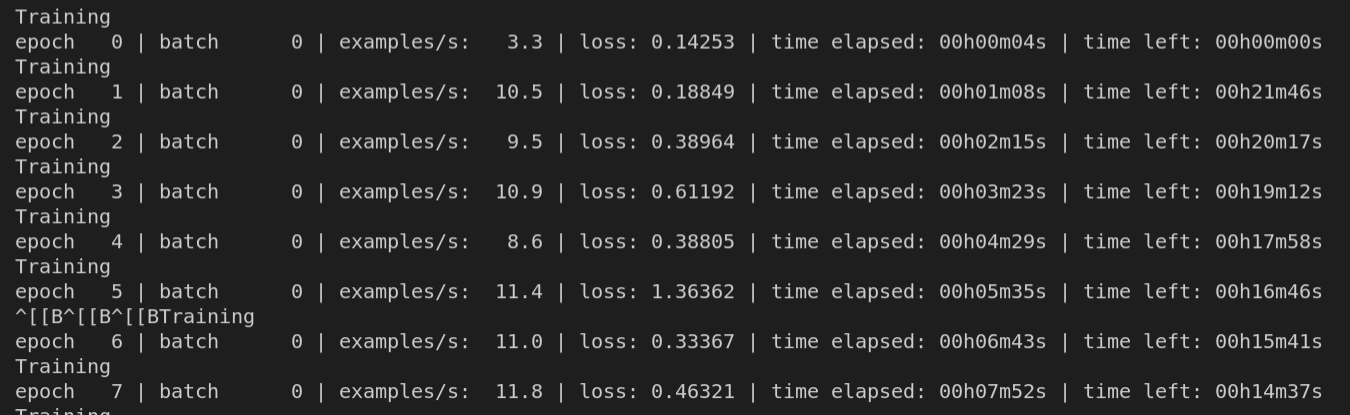 Training
epoch   0 | batch      0 | examples/s:   3.3 | loss: 0.14253 | time elapsed: 00h00m04s | time left: 00h00m00s
Training
epoch   1 | batch      0 | examples/s:  10.5 | loss: 0.18849 | time elapsed: 00h01m08s | time left: 00h21m46s
Training
epoch   2 | batch      0 | examples/s:   9.5 | loss: 0.38964 | time elapsed: 00h02m15s | time left: 00h20m17s
Training
epoch   3 | batch      0 | examples/s:  10.9 | loss: 0.61192 | time elapsed: 00h03m23s | time left: 00h19m12s
Training
epoch   4 | batch      0 | examples/s:   8.6 | loss: 0.38805 | time elapsed: 00h04m29s | time left: 00h17m58s
Training
epoch   5 | batch      0 | examples/s:  11.4 | loss: 1.36362 | time elapsed: 00h05m35s | time left: 00h16m46s
^[[B^[[B^[[BTraining
epoch   6 | batch      0 | examples/s:  11.0 | loss: 0.33367 | time elapsed: 00h06m43s | time left: 00h15m41s
Training
epoch   7 | batch      0 | examples/s:  11.8 | loss: 0.46321 | time elapsed: 00h07m52s | time left: 00h14m37s
Training